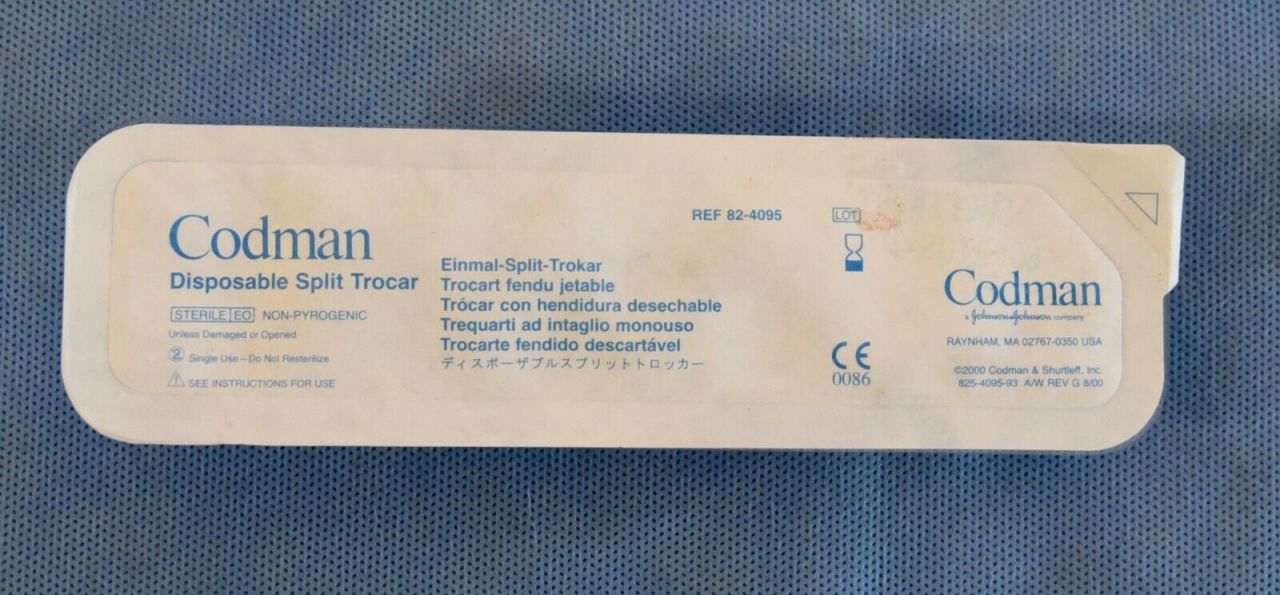 Codman
Disposable Split Trocar
STERILE EO NON-PYROGENIC
Unless Damaged or Opened
2 Single Use – Do Not Resterilize
SEE INSTRUCTIONS FOR USE
Einmal-Split-Trokar
Trocart fendu jetable
Trócar con hendidura desechable
Trequarti ad intaglio monouso
Trocarte fendido descartável
ディスポーザブルスプリットトロッカー
REF 82-4095
LOT
CE
0086
Codman
a Johnson & Johnson company
RAYNHAM, MA 02767-0350 USA
©2000 Codman & Shurtleff, Inc.
825-4095-93 A/W REV G 8/00